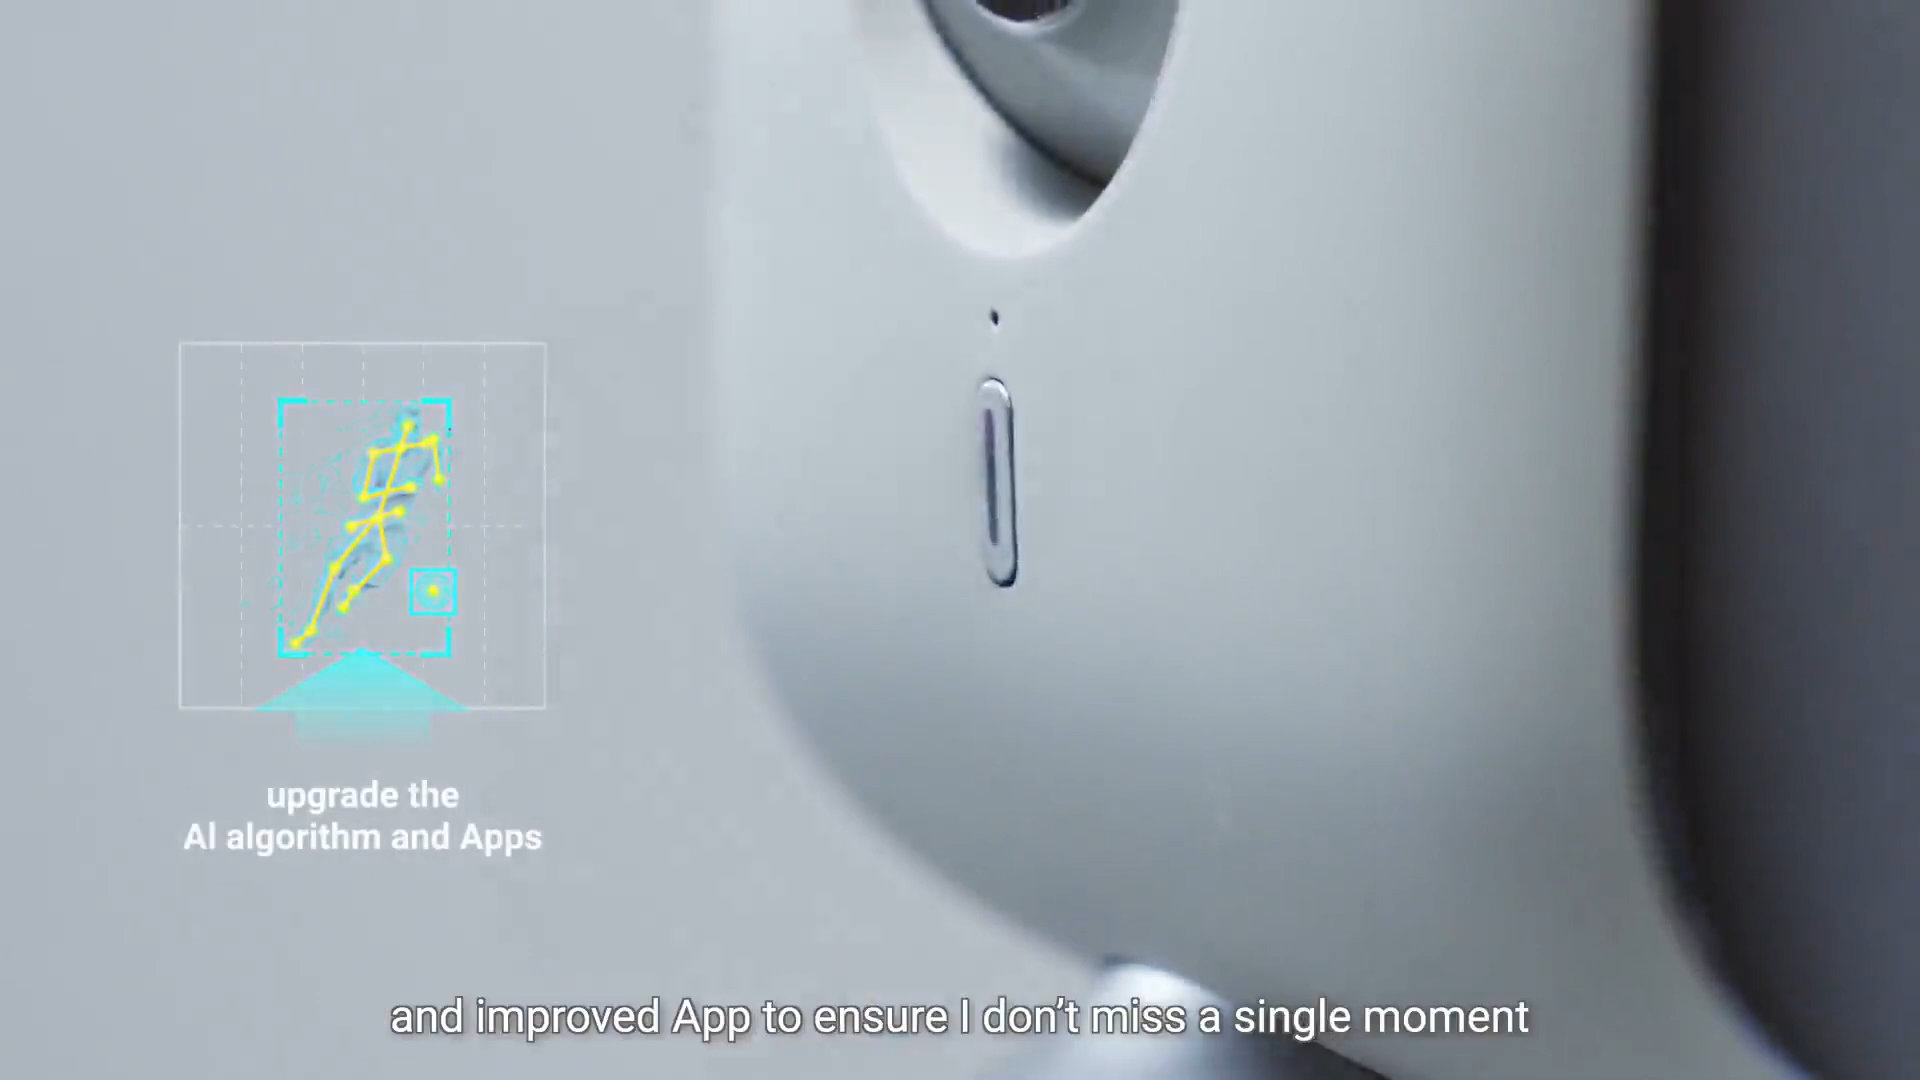 upgrade the
AI algorithm and Apps
and improved App to ensure I don’t miss a single moment